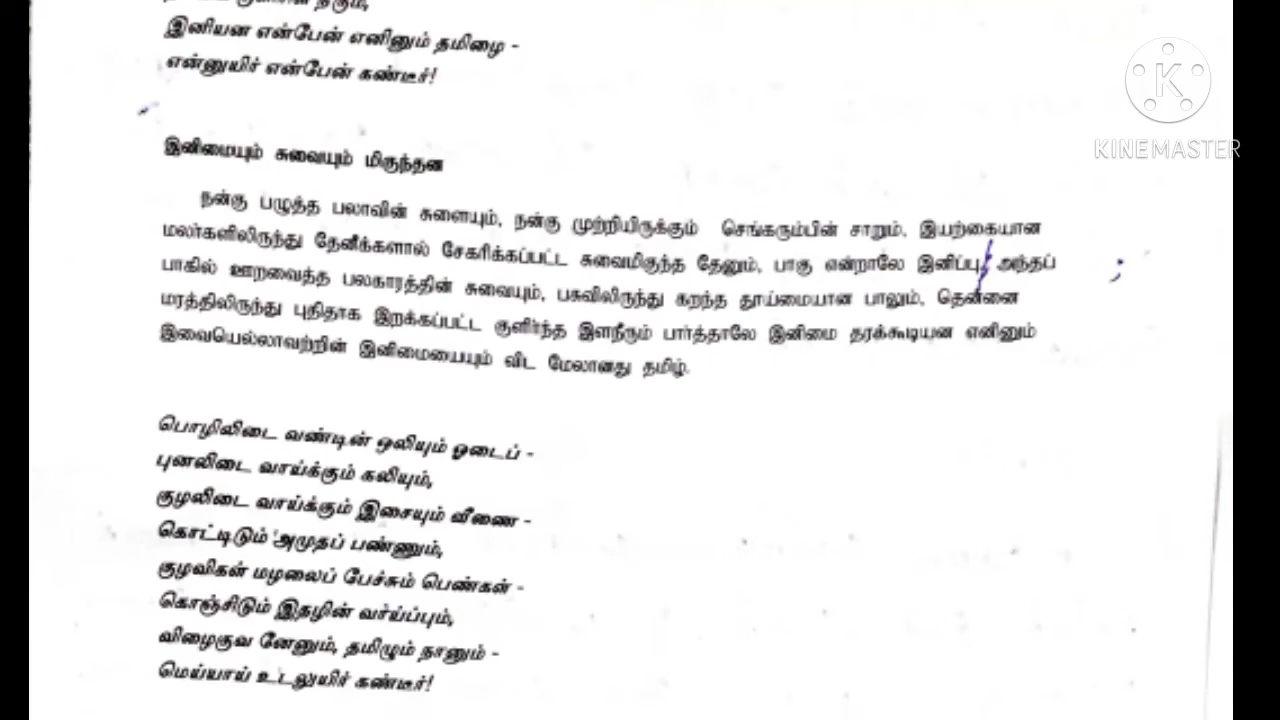 இனியன என்பேன் எனினும் தமிழை -
என்னுயிர் என்பேன் கண்டீர்!
இனிமையும் சுவையும் மிகுந்தன
நன்கு பழுத்த பலாவின் சுளையும், நன்கு முற்றியிருக்கும் செங்கரும்பின் சாறும், இயற்கையான
மலர்களிலிருந்து தேனீக்களால் சேகரிக்கப்பட்ட சுவைமிகுந்த தேனும், பாகு என்றாலே இனிப்பு அந்தப்
பாகில் ஊறவைத்த பலகாரத்தின் சுவையும், பசுவிலிருந்து கறந்த தூய்மையான பாலும், தென்னை
மரத்திலிருந்து புதிதாக இறக்கப்பட்ட குளிர்ந்த இளநீரும் பார்த்தாலே இனிமை தரக்கூடியன எனினும்
இவையெல்லாவற்றின் இனிமையையும் விட மேலானது தமிழ்.
பொழிலிடை வண்டின் ஒலியும் ஓடைப் -
புனலிடை வாய்க்கும் கலியும்,
குழலிடை வாய்க்கும் இசையும் வீணை -
கொட்டிடும் அமுதப் பண்ணும்,
குழவிகள் மழலைப் பேச்சும் பெண்கள் -
கொஞ்சிடும் இதழின் வாய்ப்பும்,
விழைகுவ னேனும், தமிழும் நானும் -
மெய்யாய் உடலுயிர் கண்டீர்!
KINEMASTER